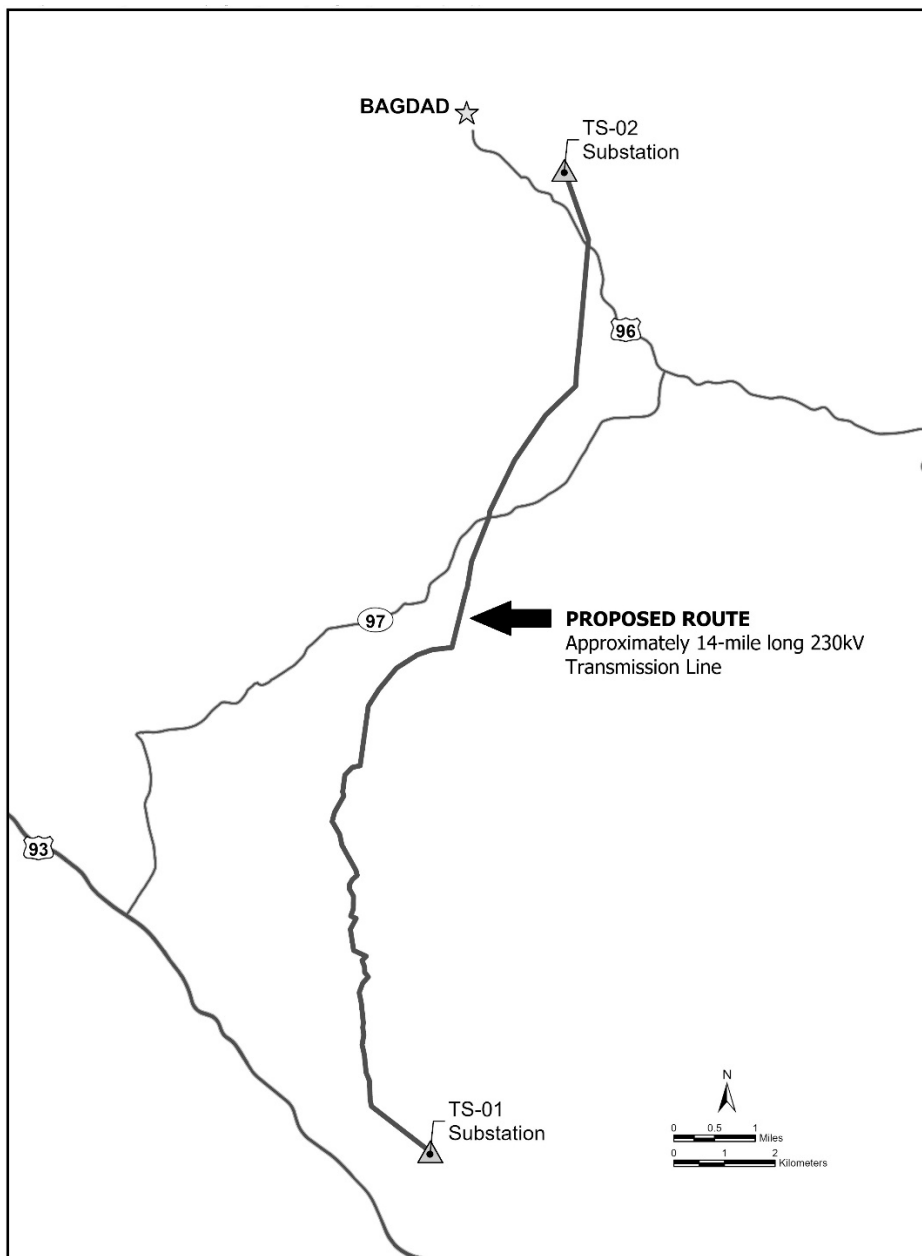 BAGDAD
TS-02
Substation
96
97
PROPOSED ROUTE
Approximately 14-mile long 230kV
Transmission Line
93
TS-01
Substation
N
0 0.5 1
Miles
0 1 2
Kilometers